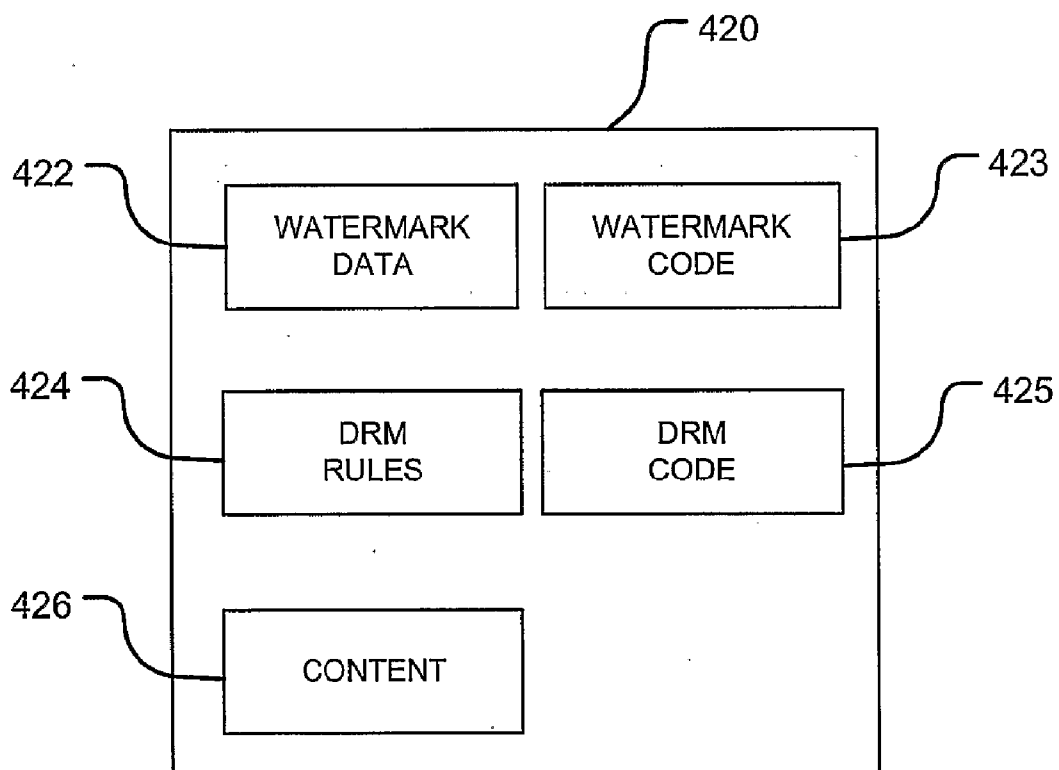 420
422
423
WATERMARK
DATA
WATERMARK
CODE
424
425
DRM
RULES
DRM
CODE
426
CONTENT